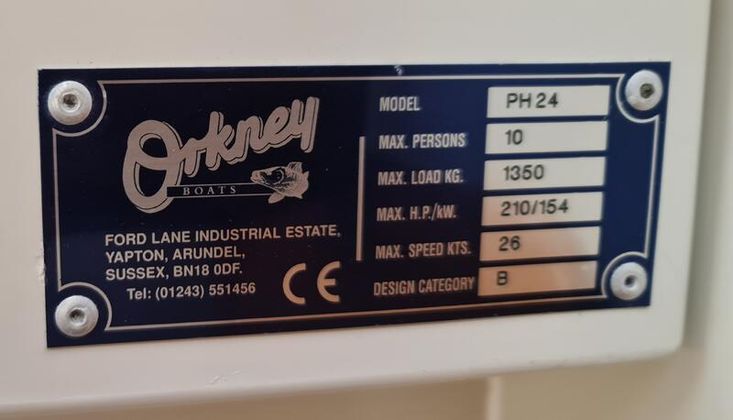 Orkney
BOATS
FORD LANE INDUSTRIAL ESTATE,
YAPTON, ARUNDEL,
SUSSEX, BN18 0DF.
Tel: (01243) 551456
CE
MODEL PH 24
MAX. PERSONS 10
MAX. LOAD KG. 1350
MAX. H.P./kW. 210/154
MAX. SPEED KTS. 26
DESIGN CATEGORY B